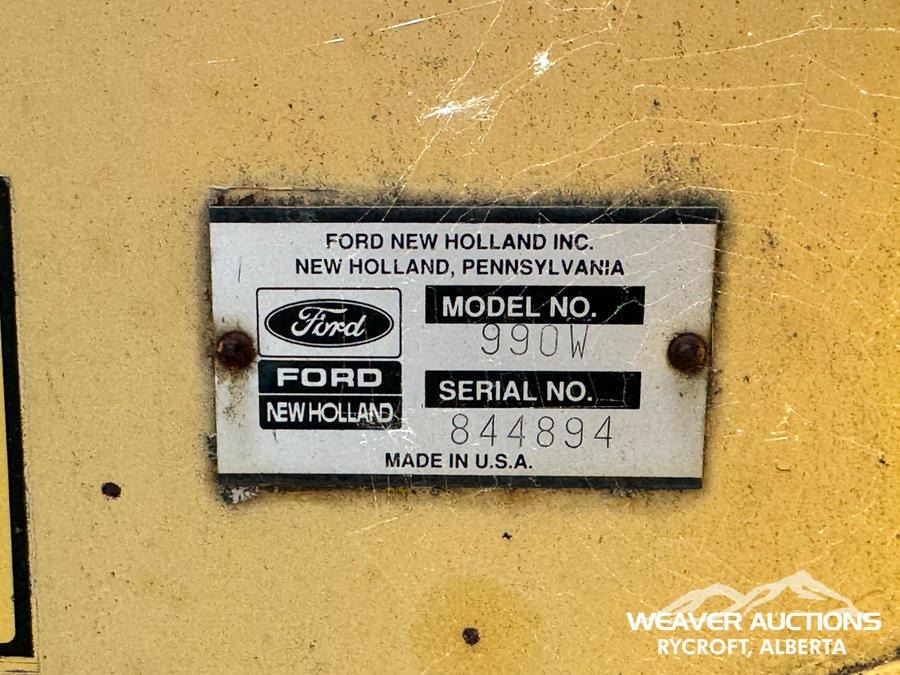 FORD NEW HOLLAND INC.
NEW HOLLAND, PENNSYLVANIA
Ford
FORD
NEW HOLLAND
MODEL NO.
990W
SERIAL NO.
844894
MADE IN U.S.A.
WEAVER AUCTIONS
RYCROFT, ALBERTA